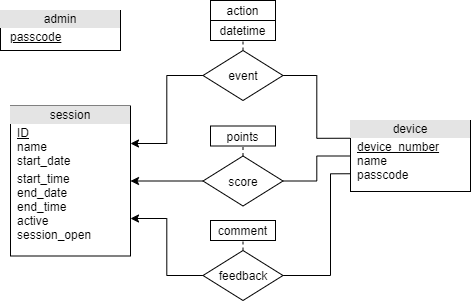 admin
passcode
action
datetime
event
session
ID
name
start_date
start_time
end_date
end_time
active
session_open
points
score
device
device_number
name
passcode
comment
feedback